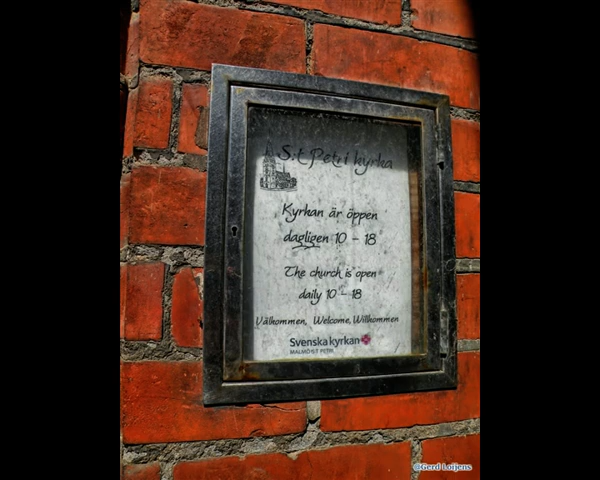 S:t Petri kyrka
Kyrkan är öppen
dagligen 10 - 18
The church is open
daily 10 - 18
Välkommen, Welcome, Willkommen
Svenska kyrkan
MALMÖ S:T PETRI
@Gerd Loijens